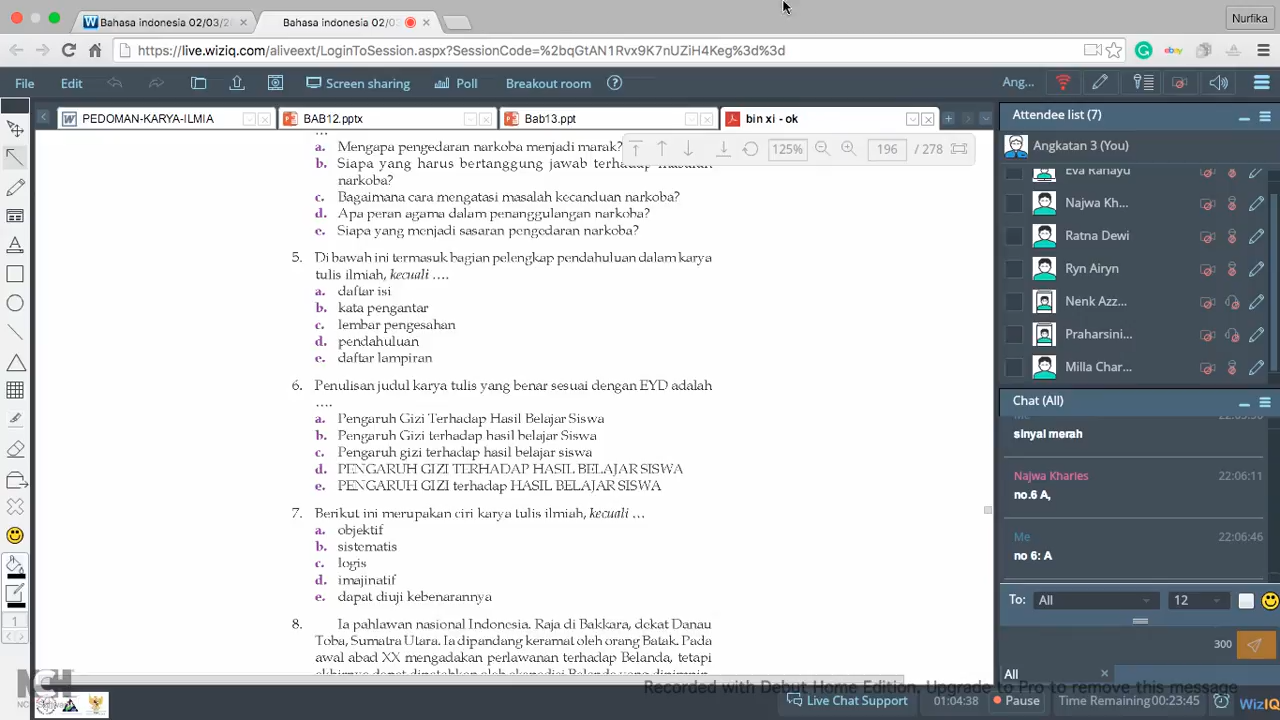 Bahasa indonesia 02/03/2
Bahasa indonesia 02/03
Nurfika
https://live.wiziq.com/aliveext/LoginToSession.aspx?SessionCode=%2bqGtAN1Rvx9K7nUZiH4Keg%3d%3d
File Edit Screen sharing Poll Breakout room Ang...
PEDOMAN-KARYA-ILMIA BAB12.pptx Bab13.ppt bin xi - ok
125% 196 / 278
...
a. Mengapa pengedaran narkoba menjadi marak?
b. Siapa yang harus bertanggung jawab terhadap masalah
narkoba?
c. Bagaimana cara mengatasi masalah kecanduan narkoba?
d. Apa peran agama dalam penanggulangan narkoba?
e. Siapa yang menjadi sasaran pengedaran narkoba?
5. Di bawah ini termasuk bagian pelengkap pendahuluan dalam karya
tulis ilmiah, kecuali ....
a. daftar isi
b. kata pengantar
c. lembar pengesahan
d. pendahuluan
e. daftar lampiran
6. Penulisan judul karya tulis yang benar sesuai dengan EYD adalah
....
a. Pengaruh Gizi Terhadap Hasil Belajar Siswa
b. Pengaruh Gizi terhadap hasil belajar Siswa
c. Pengaruh gizi terhadap hasil belajar siswa
d. PENGARUH GIZI TERHADAP HASIL BELAJAR SISWA
e. PENGARUH GIZI terhadap HASIL BELAJAR SISWA
7. Berikut ini merupakan ciri karya tulis ilmiah, kecuali ...
a. objektif
b. sistematis
c. logis
d. imajinatif
e. dapat diuji kebenarannya
8. Ia pahlawan nasional Indonesia. Raja di Bakkara, dekat Danau
Toba, Sumatra Utara. Ia dipandang keramat oleh orang Batak. Pada
awal abad XX mengadakan perlawanan terhadap Belanda, tetapi
Attendee list (7)
Angkatan 3 (You)
Eva Rahayu
Najwa Kh...
Ratna Dewi
Ryn Airyn
Nenk Azz...
Praharsini...
Milla Char...
Chat (All)
sinyal merah
Najwa Kharies 22:06:11
no.6 A,
Me 22:06:46
no 6: A
To: All 12
300
All
1
NCH
Recorded with Debut Home Edition. Upgrade to Pro to remove this message
Live Chat Support 01:04:38 Pause Time Remaining 00:23:45 WizIQ